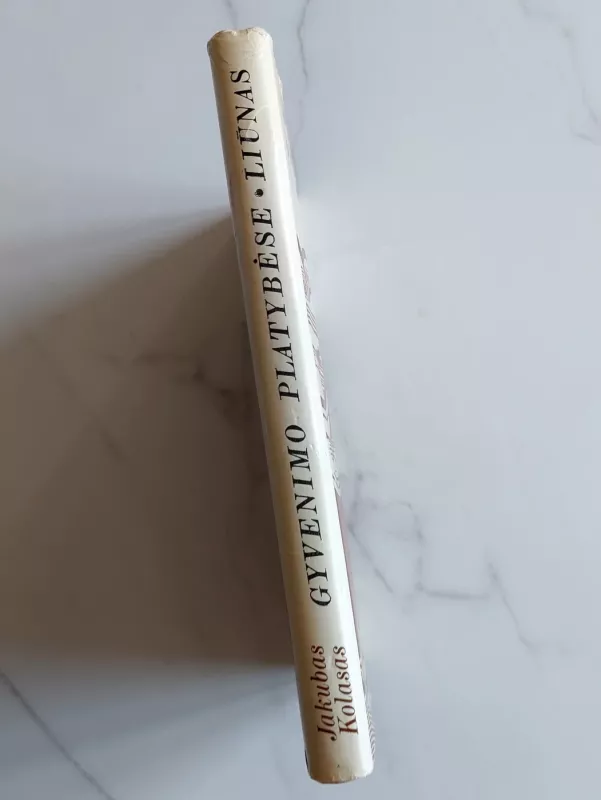 Jakubas
Kolasas
GYVENIMO PLATYBĖSE • LIŪNAS